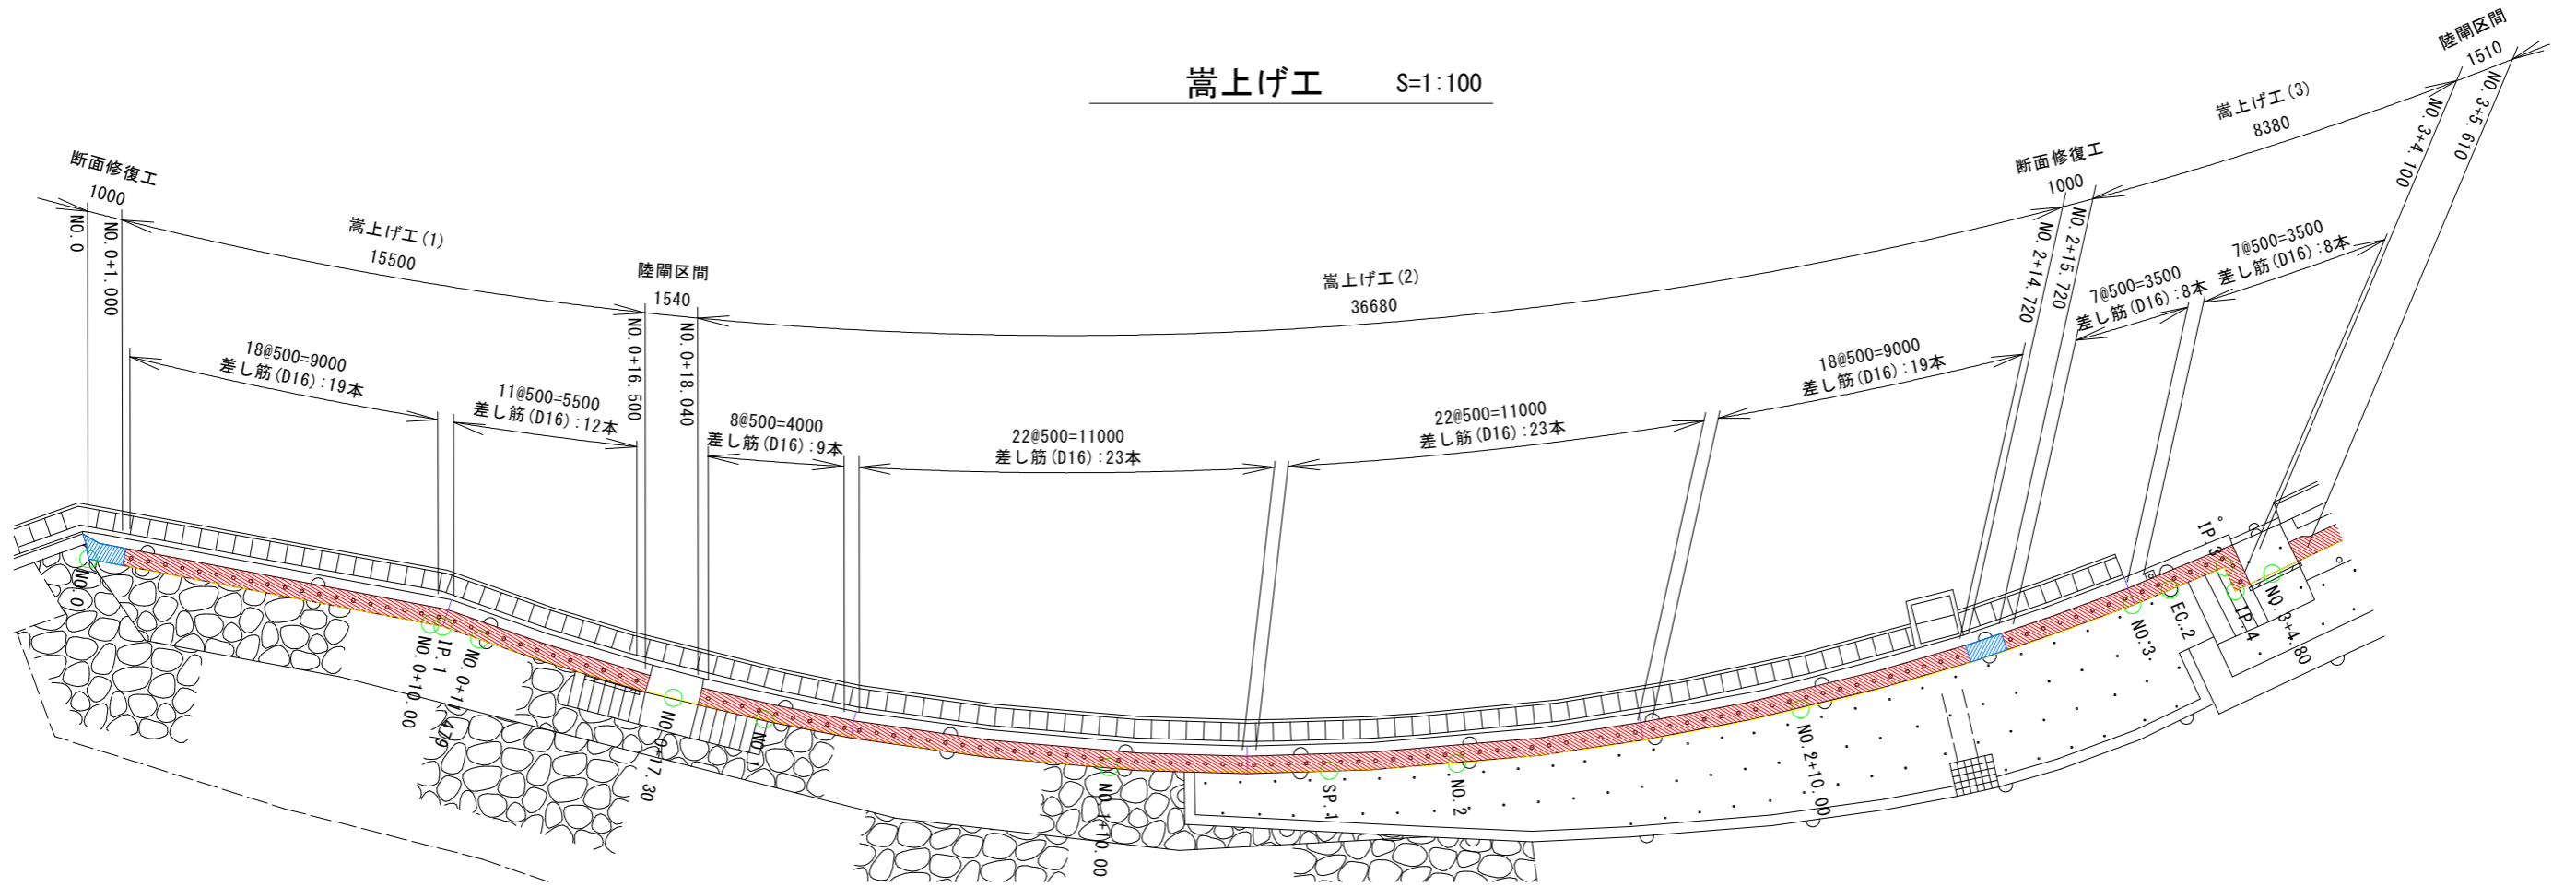 嵩上げ工 S=1:100
断面修復工
1000
NO.0
NO.0+1.000
嵩上げ工(1)
15500
陸閘区間
1540
NO.0+16.500
NO.0+18.040
嵩上げ工(2)
36680
断面修復工
1000
NO.2+14.720
NO.2+15.720
嵩上げ工(3)
8380
陸閘区間
1510
NO.3+4.100
NO.3+5.610
18@500=9000
差し筋(D16):19本
11@500=5500
差し筋(D16):12本
8@500=4000
差し筋(D16):9本
22@500=11000
差し筋(D16):23本
22@500=11000
差し筋(D16):23本
18@500=9000
差し筋(D16):19本
7@500=3500
差し筋(D16):8本
7@500=3500
差し筋(D16):8本
NO.0
NO.0+10.00
IP.1
NO.0+11.479
NO.0+17.30
NO.1
NO.1+10.00
SP.1
NO.2
NO.2+10.00
NO.3
EC.2
IP.3
IP.4
NO.3+4.80